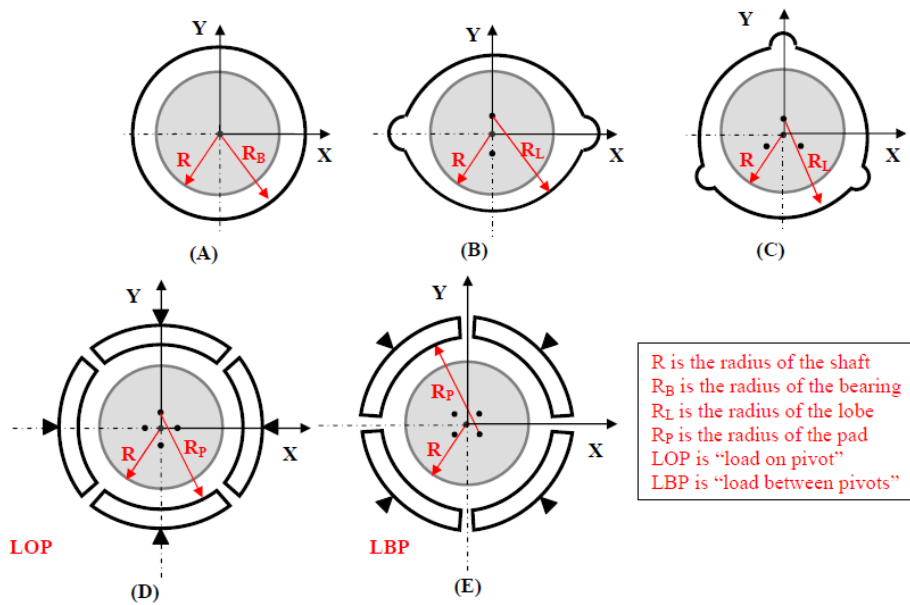 Y
R
R_B
X
(A)
Y
R
R_L
X
(B)
Y
R
R_L
X
(C)
Y
R
R_P
X
LOP
(D)
Y
R_P
R
X
LBP
(E)
R is the radius of the shaft
R_B is the radius of the bearing
R_L is the radius of the lobe
R_P is the radius of the pad
LOP is “load on pivot”
LBP is “load between pivots”